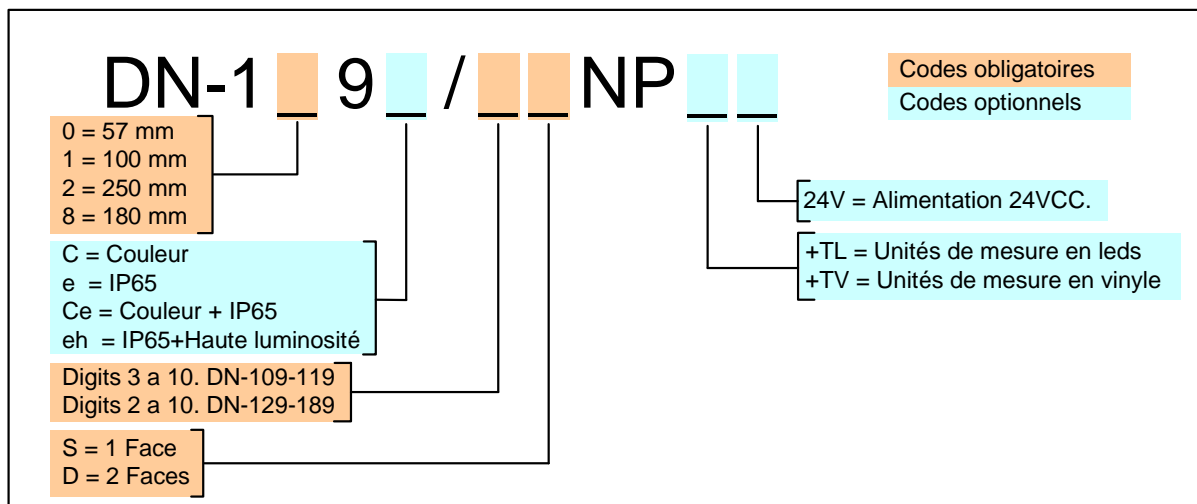 DN-1_9_/__NP__
Codes obligatoires
Codes optionnels
0 = 57 mm
1 = 100 mm
2 = 250 mm
8 = 180 mm
24V = Alimentation 24VCC.
C = Couleur
e = IP65
Ce = Couleur + IP65
eh = IP65+Haute luminosité
+TL = Unités de mesure en leds
+TV = Unités de mesure en vinyle
Digits 3 a 10. DN-109-119
Digits 2 a 10. DN-129-189
S = 1 Face
D = 2 Faces